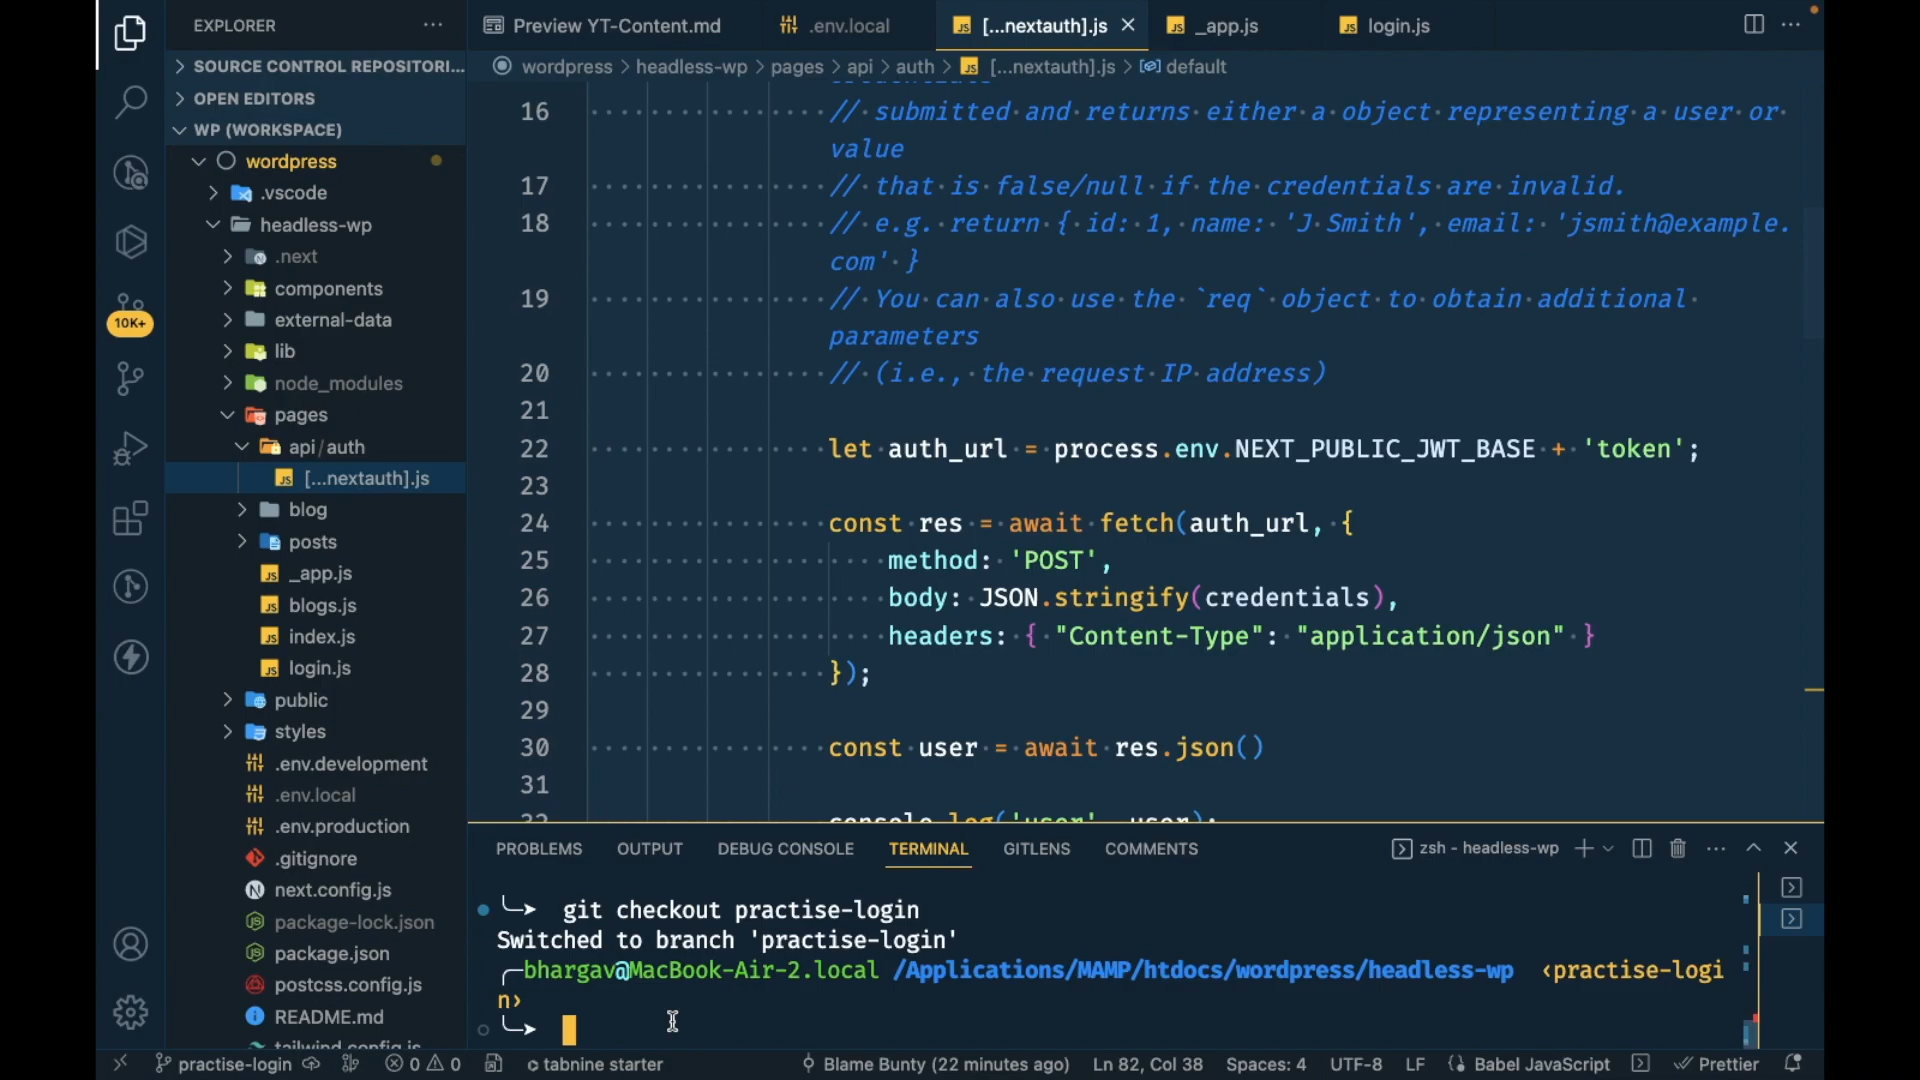 EXPLORER
Preview YT-Content.md
.env.local
[...nextauth].js
_app.js
login.js
SOURCE CONTROL REPOSITORI...
OPEN EDITORS
WP (WORKSPACE)
wordpress
.vscode
headless-wp
.next
components
external-data
lib
node_modules
pages
api/auth
[...nextauth].js
blog
posts
_app.js
blogs.js
index.js
login.js
public
styles
.env.development
.env.local
.env.production
.gitignore
next.config.js
package-lock.json
package.json
postcss.config.js
README.md
tailwind.config.js
10K+
wordpress > headless-wp > pages > api > auth > [...nextauth].js > default
16 // submitted and returns either a object representing a user or
value
17 // that is false/null if the credentials are invalid.
18 // e.g. return { id: 1, name: 'J Smith', email: 'jsmith@example.
com' }
19 // You can also use the `req` object to obtain additional
parameters
20 // (i.e., the request IP address)
21
22 let auth_url = process.env.NEXT_PUBLIC_JWT_BASE + 'token';
23
24 const res = await fetch(auth_url, {
25 method: 'POST',
26 body: JSON.stringify(credentials),
27 headers: { "Content-Type": "application/json" }
28 });
29
30 const user = await res.json()
31
32 console.log('user', user);
PROBLEMS OUTPUT DEBUG CONSOLE TERMINAL GITLENS COMMENTS
zsh - headless-wp
git checkout practise-login
Switched to branch 'practise-login'
bhargav@MacBook-Air-2.local /Applications/MAMP/htdocs/wordpress/headless-wp ‹practise-logi
n›
practise-login 0 0 tabnine starter Blame Bunty (22 minutes ago) Ln 82, Col 38 Spaces: 4 UTF-8 LF Babel JavaScript Prettier